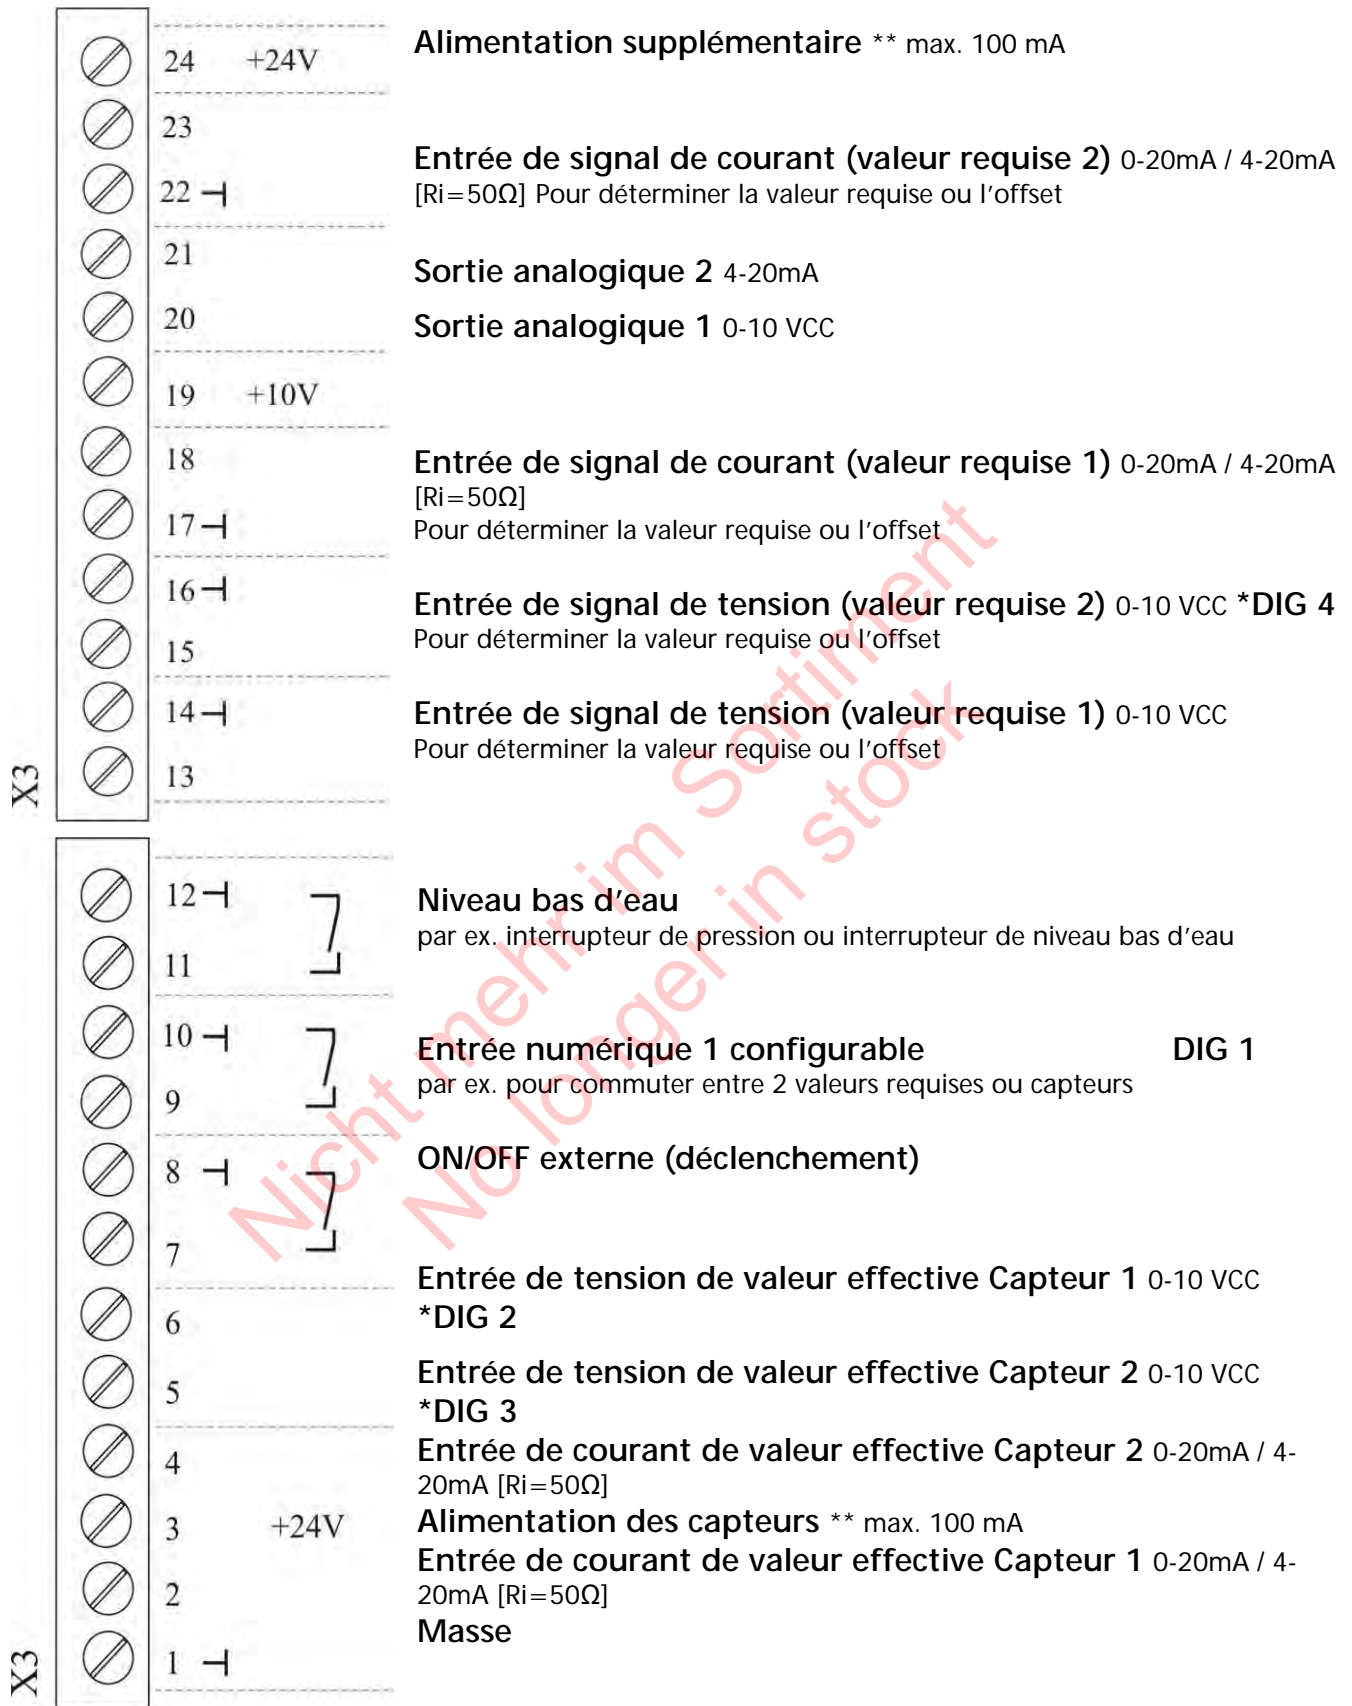 24 +24V Alimentation supplémentaire ** max. 100 mA
23
Entrée de signal de courant (valeur requise 2) 0-20mA / 4-20mA
22 [Ri=50Ω] Pour déterminer la valeur requise ou l'offset
21 Sortie analogique 2 4-20mA
20 Sortie analogique 1 0-10 VCC
19 +10V
18 Entrée de signal de courant (valeur requise 1) 0-20mA / 4-20mA
[Ri=50Ω]
17 Pour déterminer la valeur requise ou l'offset
16 Entrée de signal de tension (valeur requise 2) 0-10 VCC *DIG 4
15 Pour déterminer la valeur requise ou l'offset
14 Entrée de signal de tension (valeur requise 1) 0-10 VCC
Pour déterminer la valeur requise ou l'offset
13
X3
12 Niveau bas d'eau
par ex. interrupteur de pression ou interrupteur de niveau bas d'eau
11
10 Entrée numérique 1 configurable DIG 1
par ex. pour commuter entre 2 valeurs requises ou capteurs
9
8 ON/OFF externe (déclenchement)
7
Entrée de tension de valeur effective Capteur 1 0-10 VCC
6 *DIG 2
Entrée de tension de valeur effective Capteur 2 0-10 VCC
5 *DIG 3
4 Entrée de courant de valeur effective Capteur 2 0-20mA / 4-
20mA [Ri=50Ω]
3 +24V Alimentation des capteurs ** max. 100 mA
Entrée de courant de valeur effective Capteur 1 0-20mA / 4-
2 20mA [Ri=50Ω]
1 Masse
X3
Nicht mehr im Sortiment
No longer in stock